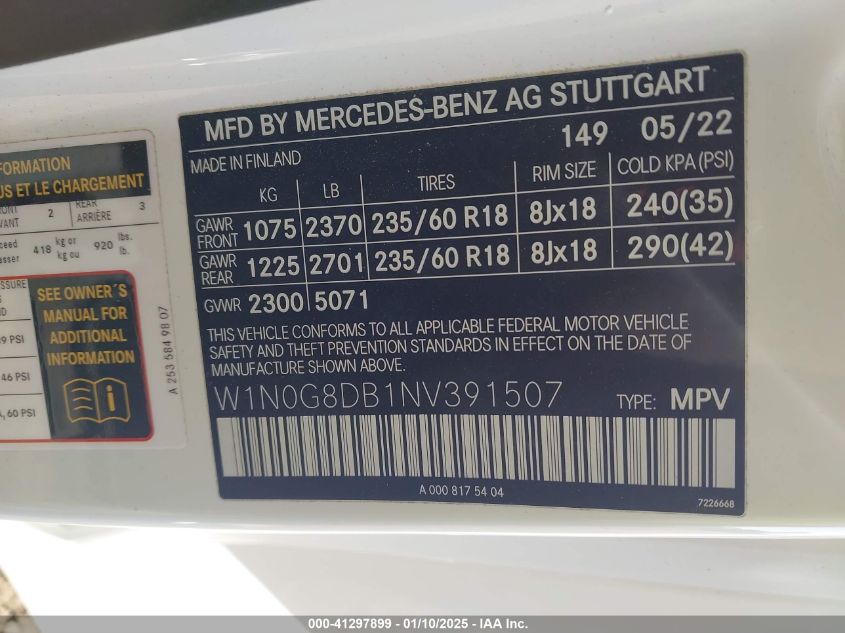 FORMATION
US ET LE CHARGEMENT
2 REAR 3
ARRIÈRE
418 kg or 920 lbs.
kg ou lb.
SEE OWNER'S
MANUAL FOR
ADDITIONAL
INFORMATION
46 PSI
, 60 PSI
A 253 584 98 07
MFD BY MERCEDES-BENZ AG STUTTGART
149 05/22
MADE IN FINLAND
KG LB TIRES RIM SIZE COLD KPA (PSI)
GAWR FRONT 1075 2370 235/60 R18 8Jx18 240(35)
GAWR REAR 1225 2701 235/60 R18 8Jx18 290(42)
GVWR 2300 5071
THIS VEHICLE CONFORMS TO ALL APPLICABLE FEDERAL MOTOR VEHICLE
SAFETY AND THEFT PREVENTION STANDARDS IN EFFECT ON THE DATE OF
MANUFACTURE SHOWN ABOVE.
W1N0G8DB1NV391507 TYPE: MPV
A 000 817 54 04
7226668
000-41297899 - 01/10/2025 - IAA Inc.